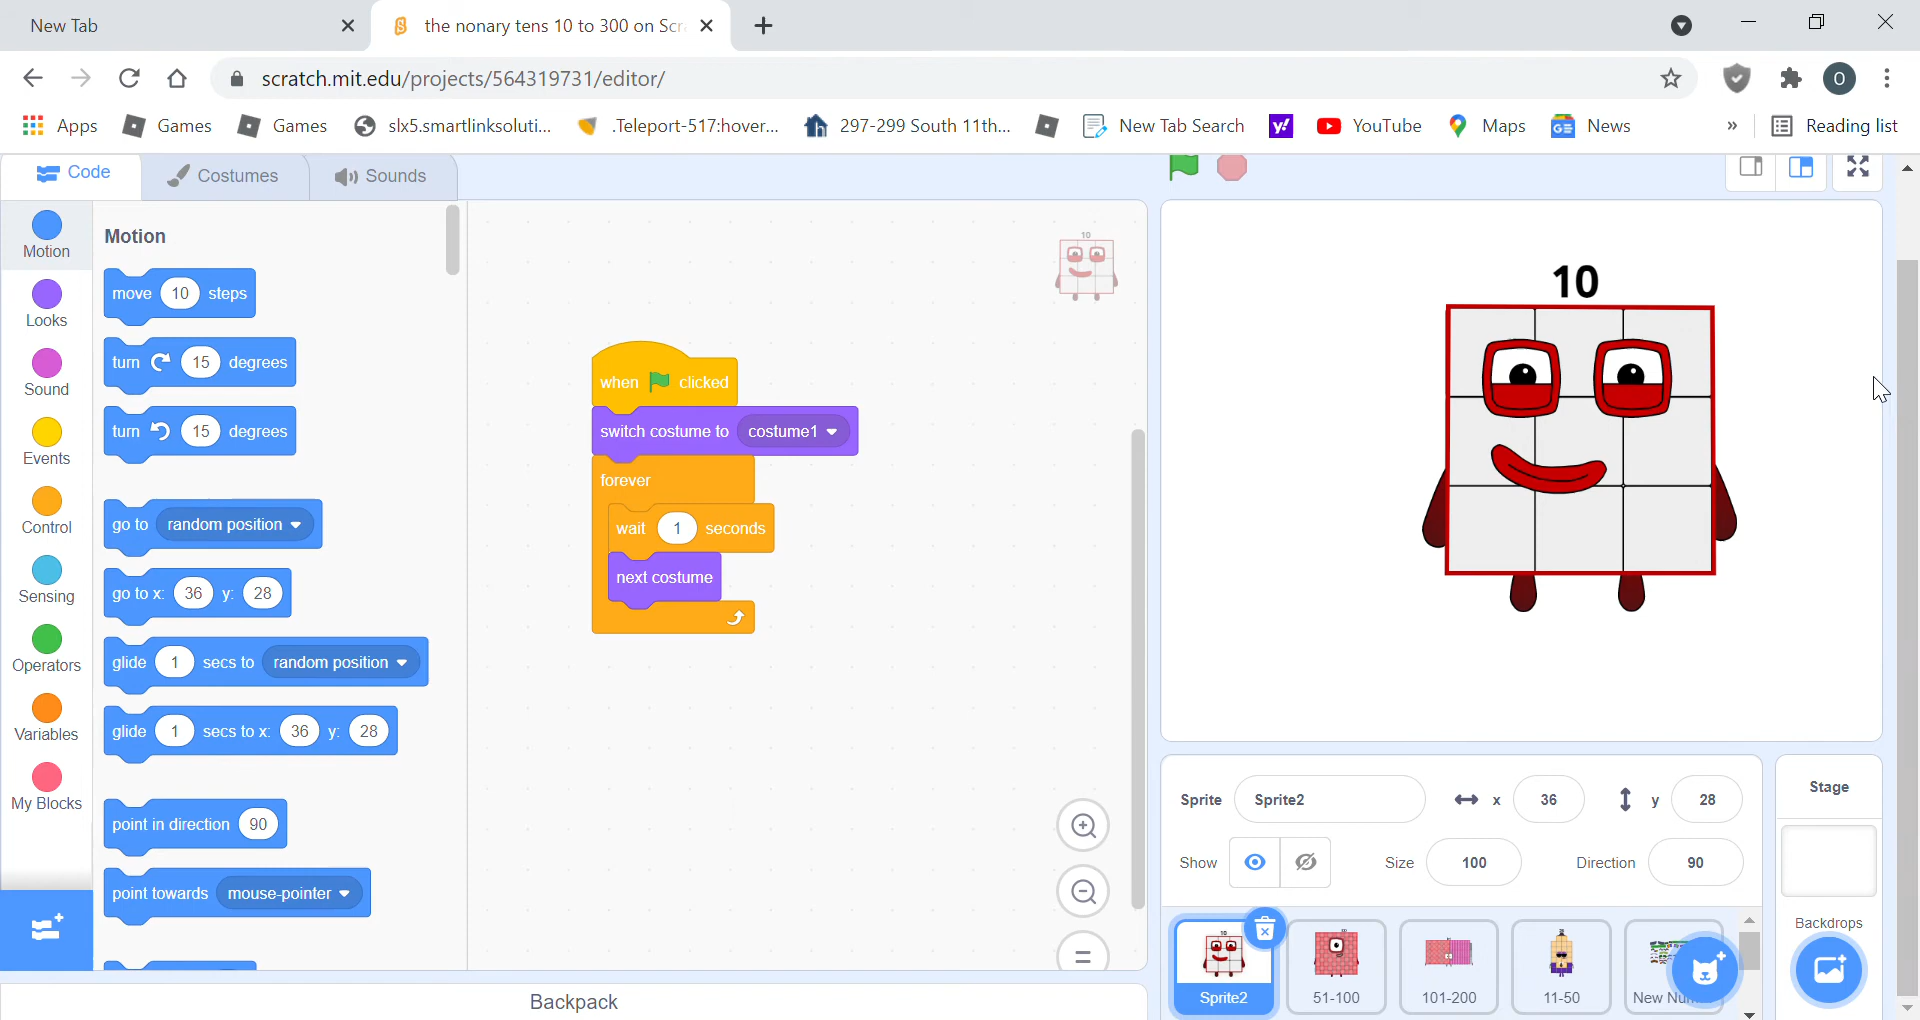 New Tab
the nonary tens 10 to 300 on Scr
scratch.mit.edu/projects/564319731/editor/
O
Apps Games Games slx5.smartlinksoluti... .Teleport-517:hover... 297-299 South 11th... New Tab Search YouTube Maps News » Reading list
Code Costumes Sounds
Motion
Looks
Sound
Events
Control
Sensing
Operators
Variables
My Blocks
Motion
move 10 steps
turn 15 degrees
turn 15 degrees
go to random position
go to x: 36 y: 28
glide 1 secs to random position
glide 1 secs to x: 36 y: 28
point in direction 90
point towards mouse-pointer
10
when clicked
switch costume to costume1
forever
wait 1 seconds
next costume
Backpack
10
Sprite Sprite2 x 36 y 28
Show Size 100 Direction 90
Sprite2 51-100 101-200 11-50
Stage
Backdrops